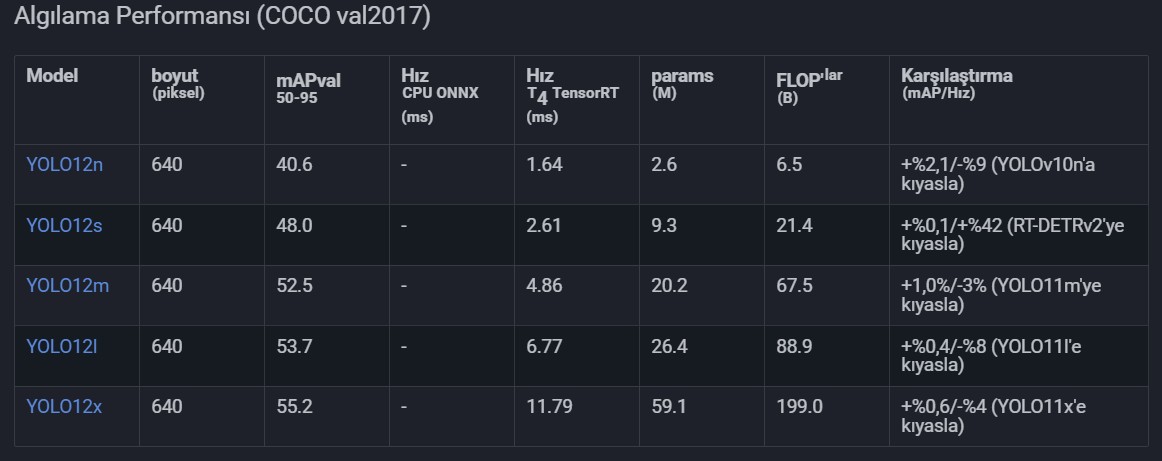 Algılama Performansı (COCO val2017)
Model boyut (piksel) mAPval 50-95 Hız CPU ONNX (ms) Hız T4 TensorRT (ms) params (M) FLOP'lar (B) Karşılaştırma (mAP/Hız)
YOLO12n 640 40.6 - 1.64 2.6 6.5 +%2,1/-%9 (YOLOv10n'a kıyasla)
YOLO12s 640 48.0 - 2.61 9.3 21.4 +%0,1/+%42 (RT-DETRv2'ye kıyasla)
YOLO12m 640 52.5 - 4.86 20.2 67.5 +1,0%/-3% (YOLO11m'ye kıyasla)
YOLO12l 640 53.7 - 6.77 26.4 88.9 +%0,4/-%8 (YOLO11l'e kıyasla)
YOLO12x 640 55.2 - 11.79 59.1 199.0 +%0,6/-%4 (YOLO11x'e kıyasla)